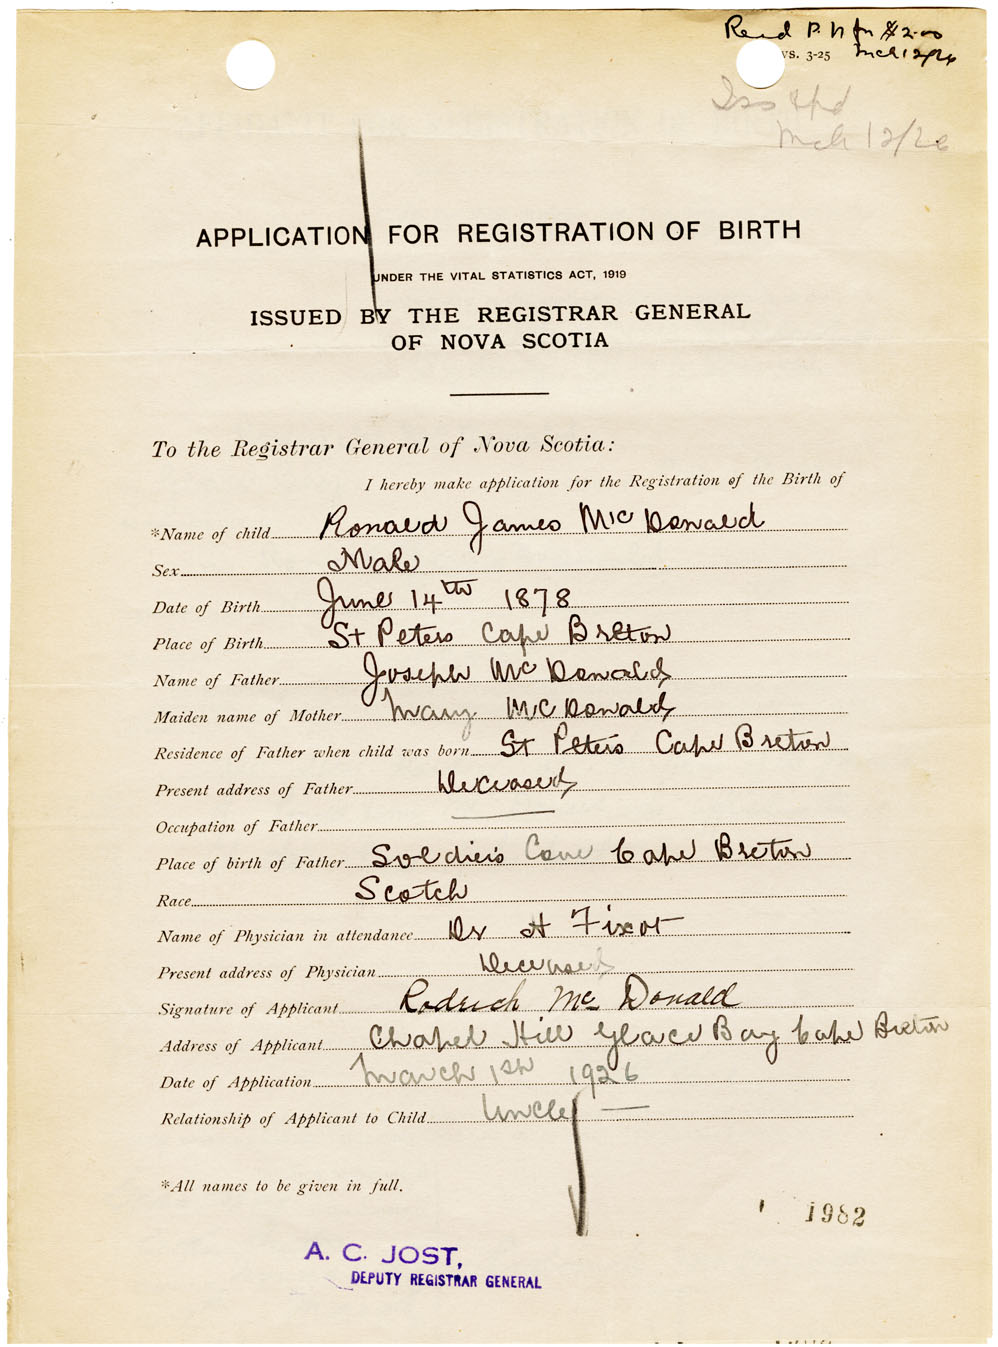 Recd P. N for $2.00
vs. 3-25 Mch 12/26
Mch 12/26
APPLICATION FOR REGISTRATION OF BIRTH
UNDER THE VITAL STATISTICS ACT, 1919
ISSUED BY THE REGISTRAR GENERAL
OF NOVA SCOTIA
To the Registrar General of Nova Scotia:
I hereby make application for the Registration of the Birth of
*Name of child Ronald James McDonald
Sex Male
Date of Birth June 14th 1878
Place of Birth St Peters Cape Breton
Name of Father Joseph McDonald
Maiden name of Mother Mary McDonald
Residence of Father when child was born St Peters Cape Breton
Present address of Father Deceased
Occupation of Father —
Place of birth of Father Soldiers Cove Cape Breton
Race Scotch
Name of Physician in attendance Dr H Fixot
Present address of Physician Deceased
Signature of Applicant Roderick McDonald
Address of Applicant Chapel Hill Glace Bay Cape Breton
Date of Application March 1st 1926
Relationship of Applicant to Child Uncle —
*All names to be given in full.
1982
A. C. JOST,
DEPUTY REGISTRAR GENERAL